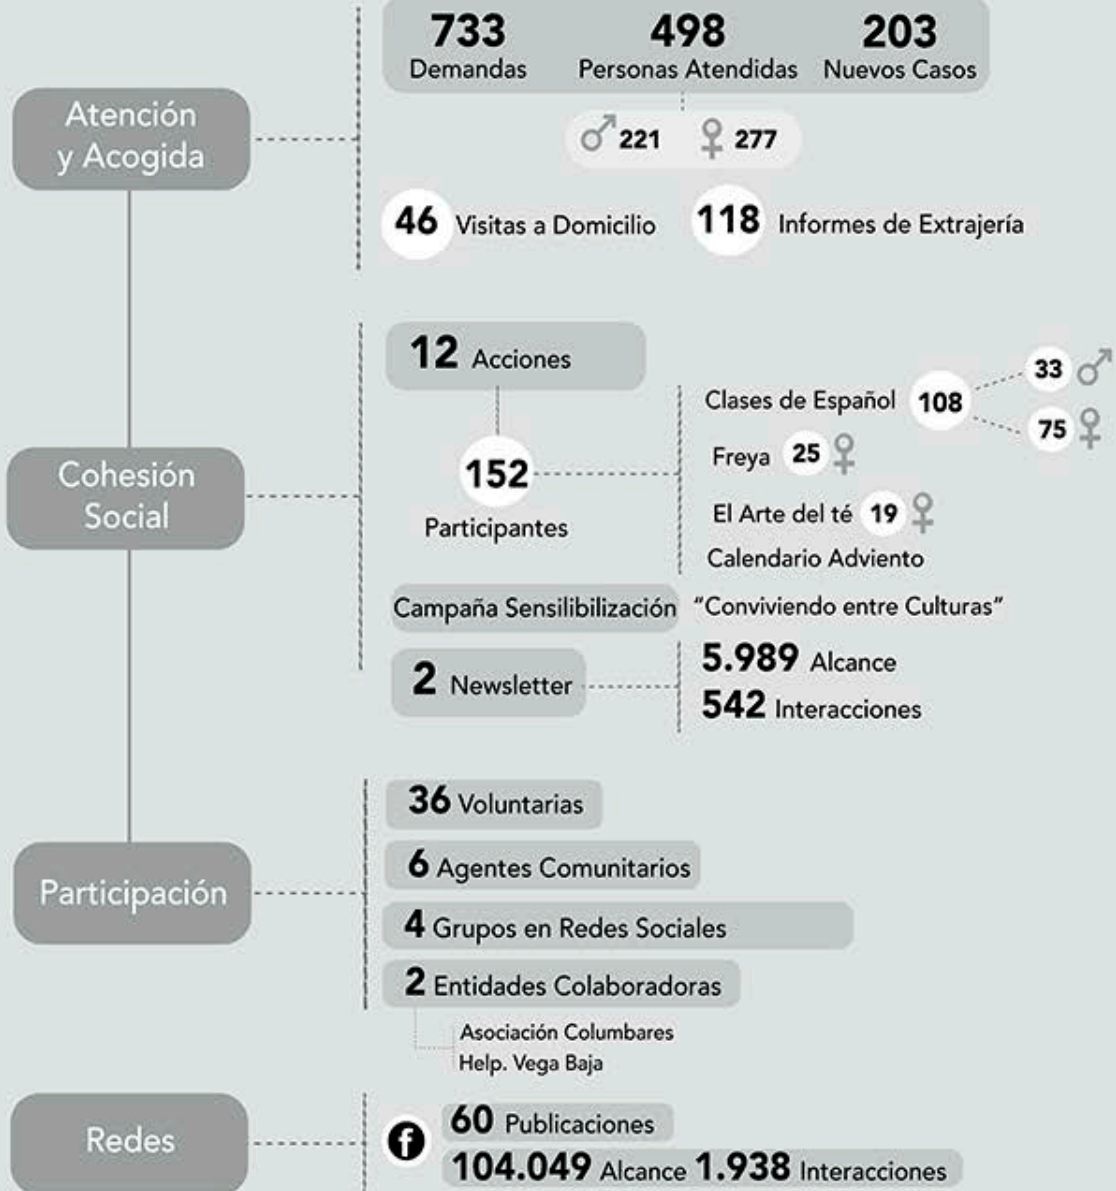 733
Demandas
498
Personas Atendidas
203
Nuevos Casos
Atención
y Acogida
221
277
46 Visitas a Domicilio
118 Informes de Extrajería
Cohesión
Social
12 Acciones
152
Participantes
Clases de Español 108
33
75
Freya 25
El Arte del té 19
Calendario Adviento
Campaña Sensilibilización "Conviviendo entre Culturas"
2 Newsletter
5.989 Alcance
542 Interacciones
Participación
36 Voluntarias
6 Agentes Comunitarios
4 Grupos en Redes Sociales
2 Entidades Colaboradoras
Asociación Columbares
Help. Vega Baja
Redes
f
60 Publicaciones
104.049 Alcance 1.938 Interacciones